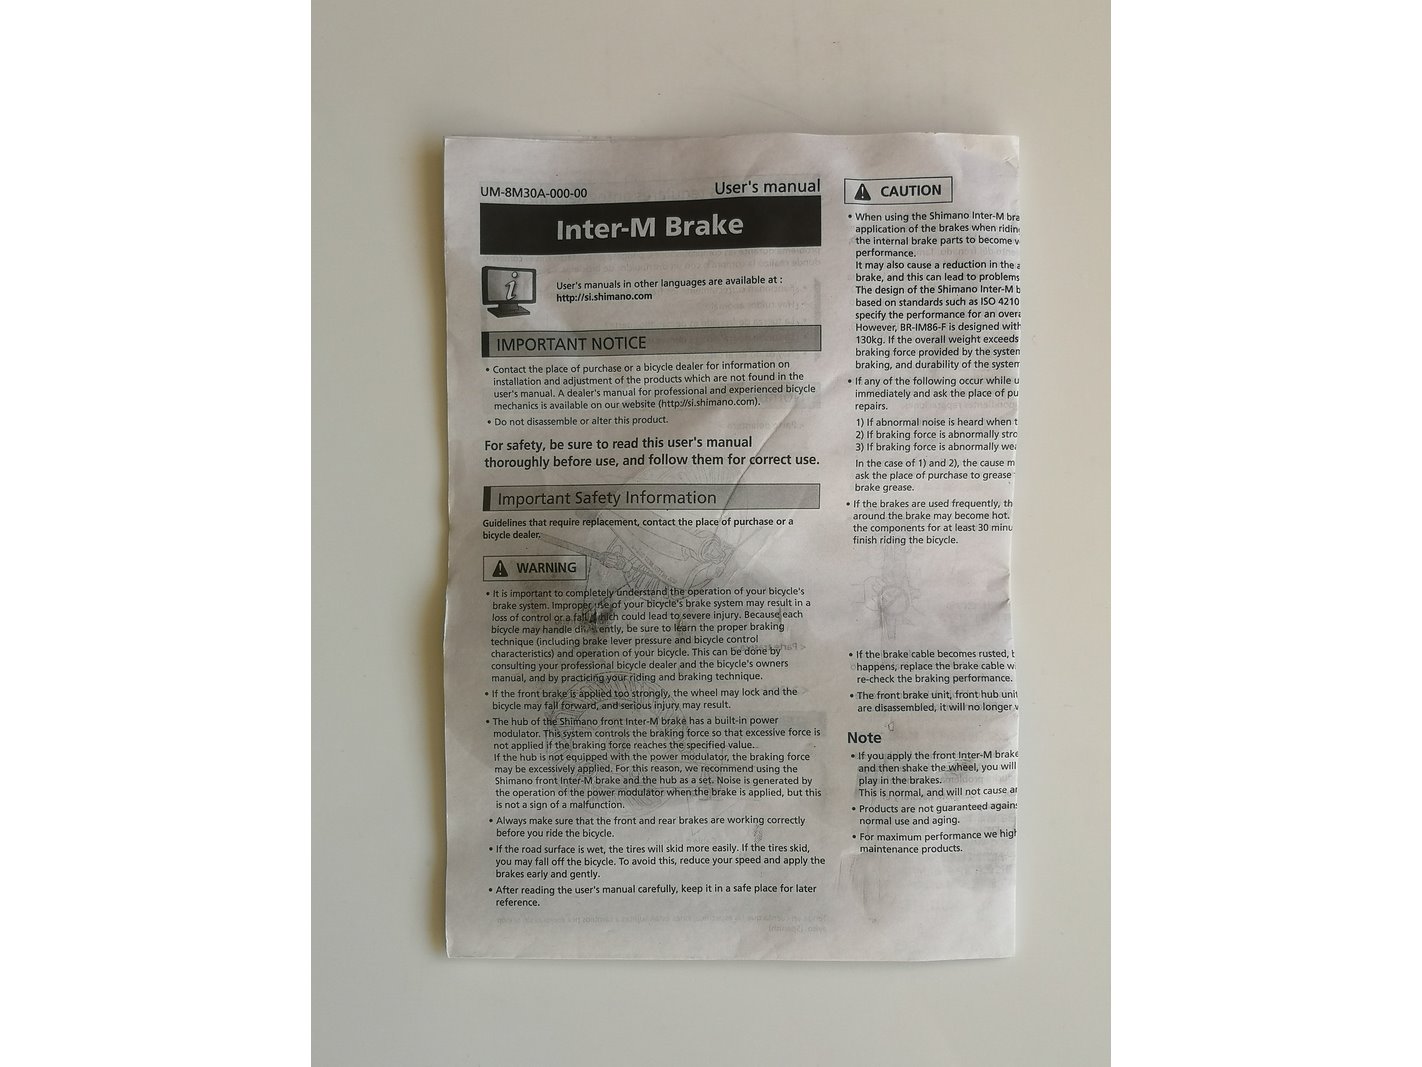 UM-8M30A-000-00
User's manual
Inter-M Brake
User's manuals in other languages are available at :
http://si.shimano.com
IMPORTANT NOTICE
• Contact the place of purchase or a bicycle dealer for information on
installation and adjustment of the products which are not found in the
user's manual. A dealer's manual for professional and experienced bicycle
mechanics is available on our website (http://si.shimano.com).
• Do not disassemble or alter this product.
For safety, be sure to read this user's manual
thoroughly before use, and follow them for correct use.
Important Safety Information
Guidelines that require replacement, contact the place of purchase or a
bicycle dealer.
WARNING
• It is important to completely understand the operation of your bicycle's
brake system. Improper use of your bicycle's brake system may result in a
loss of control or a fall, which could lead to severe injury. Because each
bicycle may handle differently, be sure to learn the proper braking
technique (including brake lever pressure and bicycle control
characteristics) and operation of your bicycle. This can be done by
consulting your professional bicycle dealer and the bicycle's owners
manual, and by practicing your riding and braking technique.
• If the front brake is applied too strongly, the wheel may lock and the
bicycle may fall forward, and serious injury may result.
• The hub of the Shimano front Inter-M brake has a built-in power
modulator. This system controls the braking force so that excessive force is
not applied if the braking force reaches the specified value.
If the hub is not equipped with the power modulator, the braking force
may be excessively applied. For this reason, we recommend using the
Shimano front Inter-M brake and the hub as a set. Noise is generated by
the operation of the power modulator when the brake is applied, but this
is not a sign of a malfunction.
• Always make sure that the front and rear brakes are working correctly
before you ride the bicycle.
• If the road surface is wet, the tires will skid more easily. If the tires skid,
you may fall off the bicycle. To avoid this, reduce your speed and apply the
brakes early and gently.
• After reading the user's manual carefully, keep it in a safe place for later
reference.
CAUTION
• When using the Shimano Inter-M bra
application of the brakes when ridin
the internal brake parts to become
performance.
It may also cause a reduction in the
brake, and this can lead to problems
The design of the Shimano Inter-M b
based on standards such as ISO 4210
specify the performance for an overa
However, BR-IM86-F is designed with
130kg. If the overall weight exceeds
braking force provided by the system
braking, and durability of the system
• If any of the following occur while u
immediately and ask the place of pu
repairs.
1) If abnormal noise is heard when t
2) If braking force is abnormally stro
3) If braking force is abnormally wea
In the case of 1) and 2), the cause m
ask the place of purchase to grease
brake grease.
• If the brakes are used frequently, th
around the brake may become hot.
the components for at least 30 minu
finish riding the bicycle.
• If the brake cable becomes rusted,
happens, replace the brake cable wi
re-check the braking performance.
• The front brake unit, front hub unit
are disassembled, it will no longer
Note
• If you apply the front Inter-M brake
and then shake the wheel, you will
play in the brakes.
This is normal, and will not cause
• Products are not guaranteed agains
normal use and aging.
• For maximum performance we high
maintenance products.